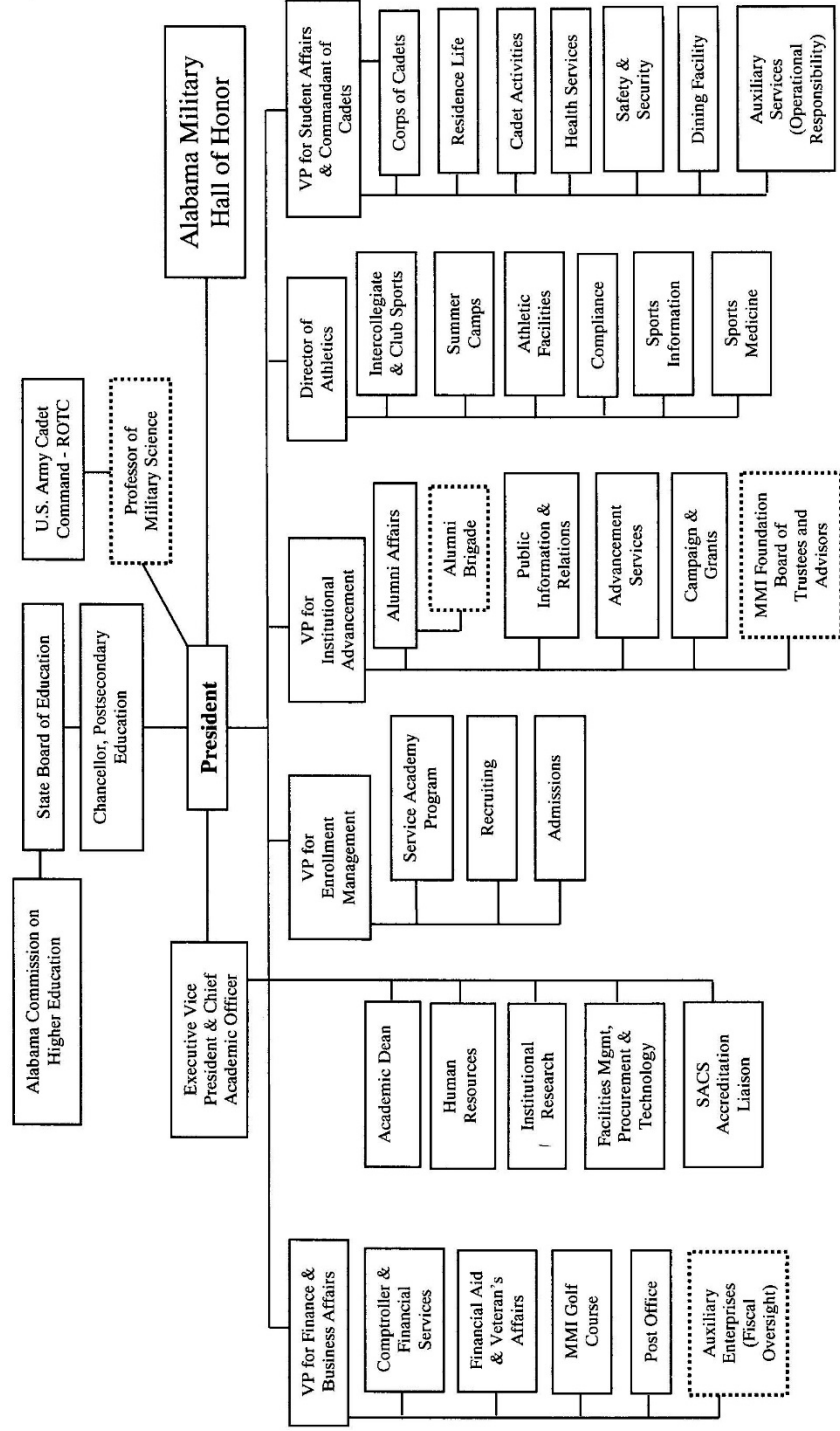 Alabama Commission on
Higher Education
State Board of Education
Chancellor, Postsecondary
Education
U.S. Army Cadet
Command - ROTC
Professor of
Military Science
Executive Vice
President & Chief
Academic Officer
President
Alabama Military
Hall of Honor
VP for Finance &
Business Affairs
Comptroller &
Financial
Services
Financial Aid
& Veteran's
Affairs
MMI Golf
Course
Post Office
Auxiliary
Enterprises
(Fiscal
Oversight)
Academic Dean
Human
Resources
Institutional
Research
Facilities Mgmt,
Procurement &
Technology
SACS
Accreditation
Liaison
VP for
Enrollment
Management
Service Academy
Program
Recruiting
Admissions
VP for
Institutional
Advancement
Alumni Affairs
Alumni
Brigade
Public
Information &
Relations
Advancement
Services
Campaign &
Grants
MMI Foundation
Board of
Trustees and
Advisors
Director of
Athletics
Intercollegiate
& Club Sports
Summer
Camps
Athletic
Facilities
Compliance
Sports
Information
Sports
Medicine
VP for Student Affairs
& Commandant of
Cadets
Corps of Cadets
Residence Life
Cadet Activities
Health Services
Safety &
Security
Dining Facility
Auxiliary
Services
(Operational
Responsibility)